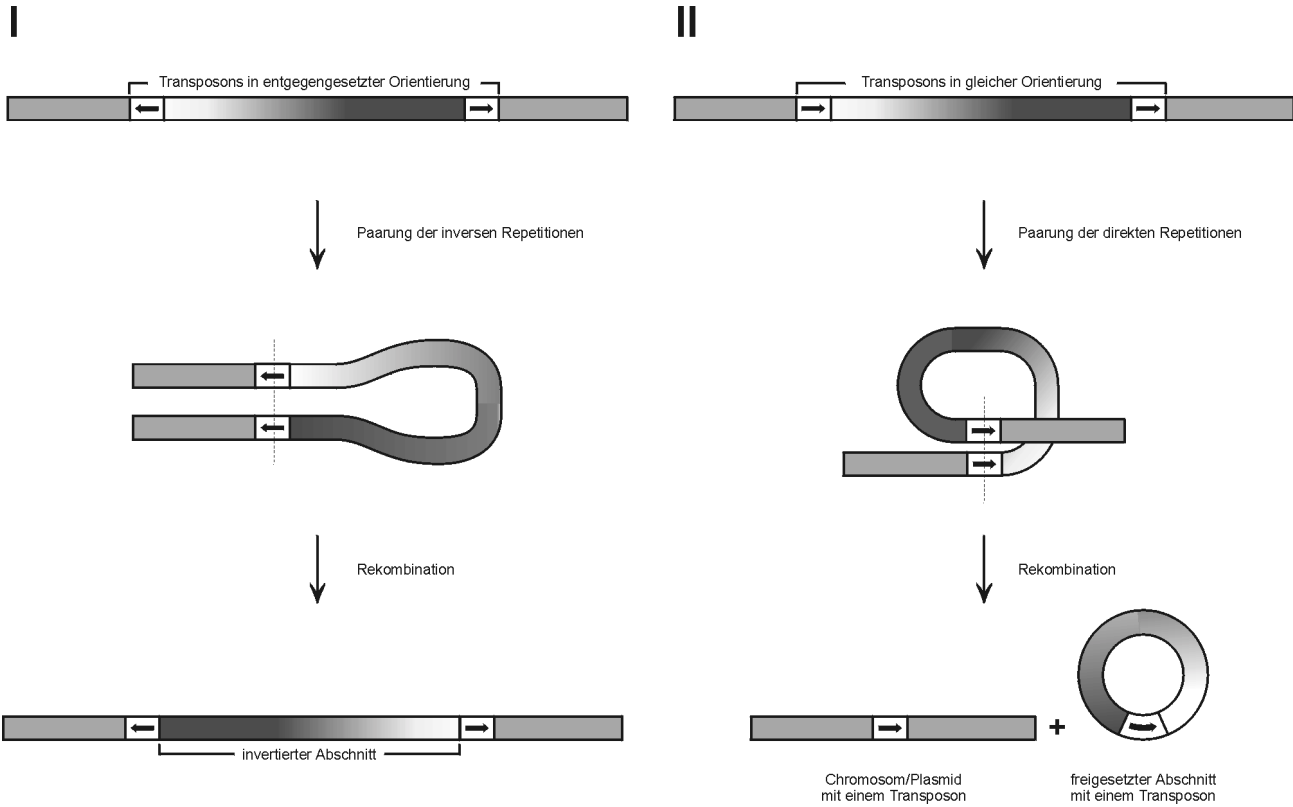 I
Transposons in entgegengesetzter Orientierung
Paarung der inversen Repetitionen
Rekombination
invertierter Abschnitt
II
Transposons in gleicher Orientierung
Paarung der direkten Repetitionen
Rekombination
+
Chromosom/Plasmid
mit einem Transposon
freigesetzter Abschnitt
mit einem Transposon